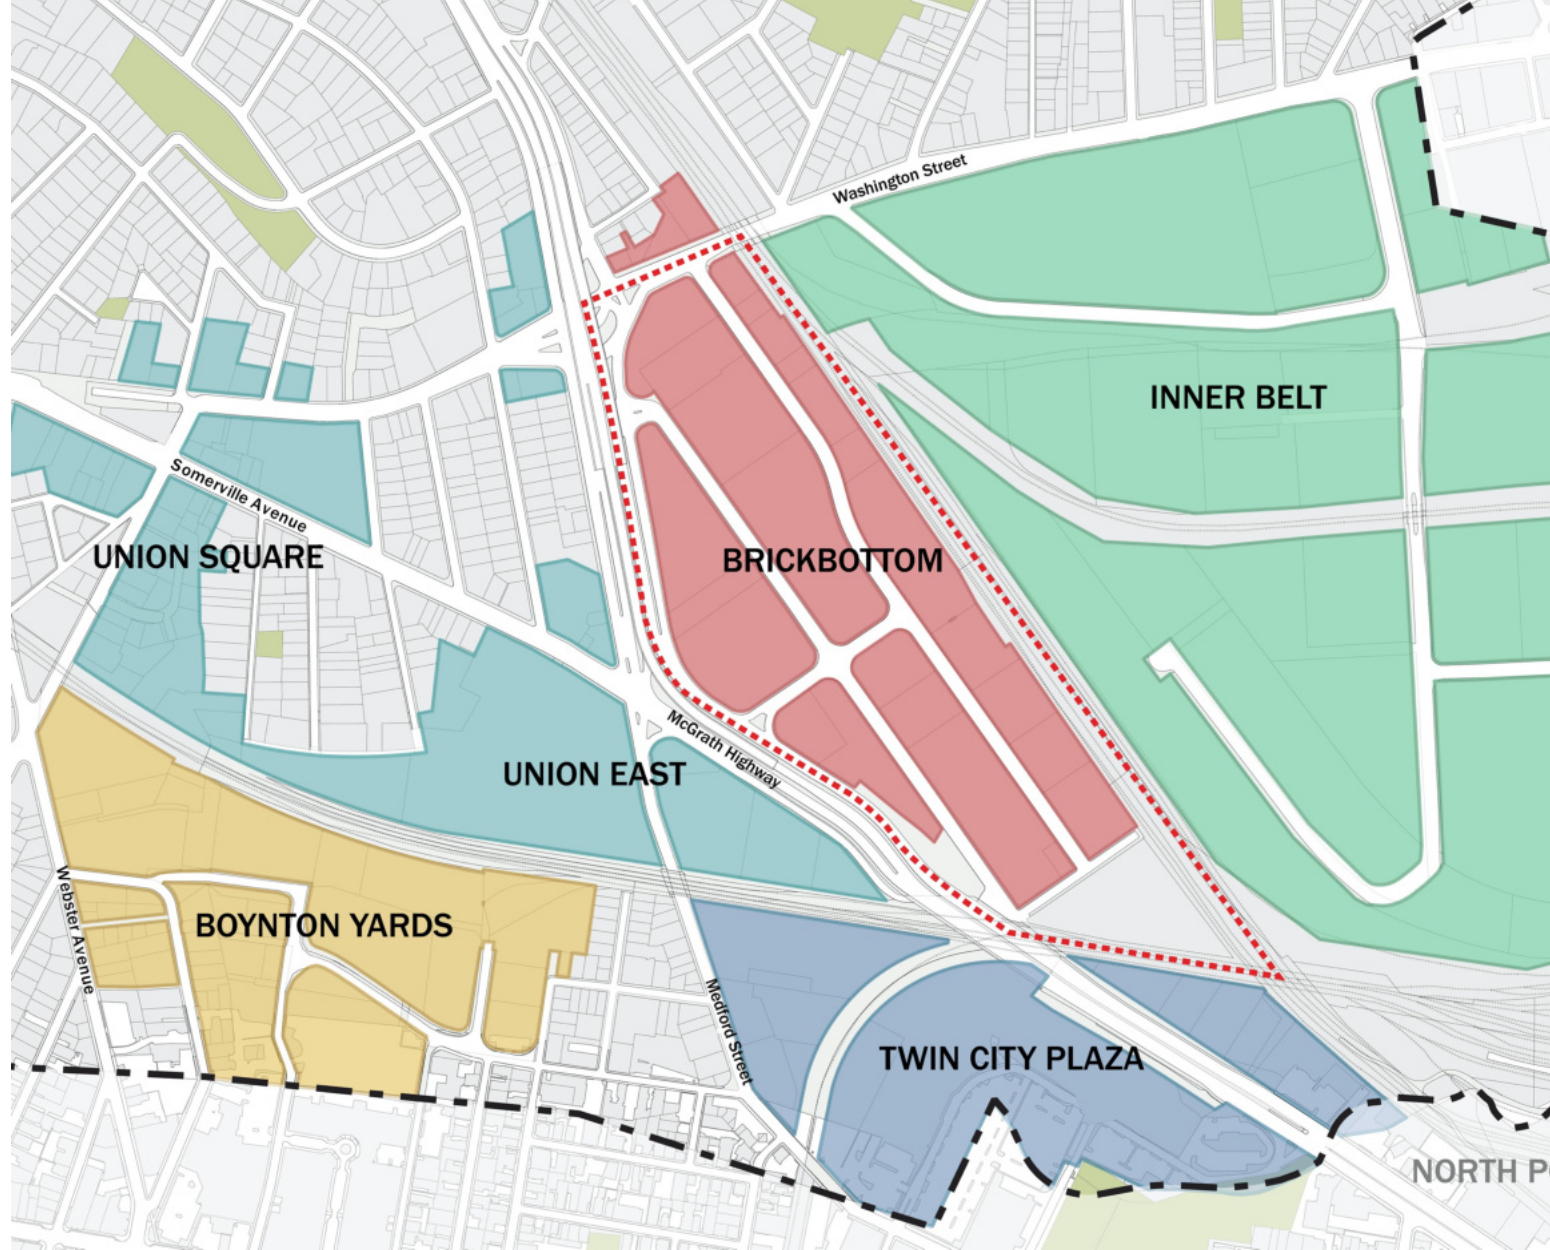 Washington Street
INNER BELT
Somerville Avenue
UNION SQUARE
BRICKBOTTOM
McGrath Highway
UNION EAST
Webster Avenue
BOYNTON YARDS
Medford Street
TWIN CITY PLAZA
NORTH